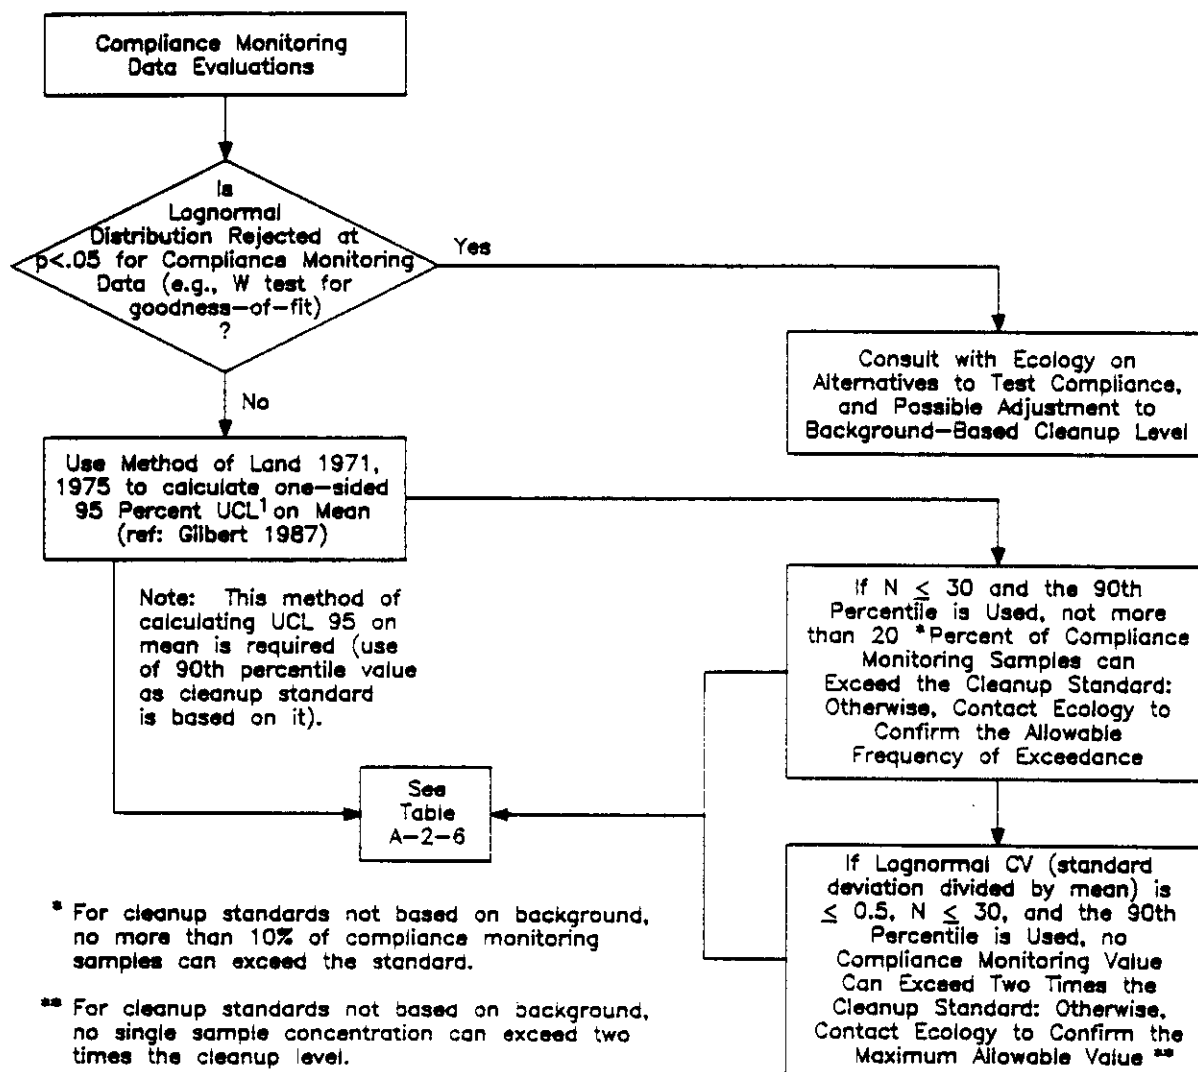 Compliance Monitoring
Data Evaluations
Is
Lognormal
Distribution Rejected at
p<.05 for Compliance Monitoring
Data (e.g., W test for
goodness-of-fit)
?
Yes
No
Consult with Ecology on
Alternatives to Test Compliance,
and Possible Adjustment to
Background-Based Cleanup Level
Use Method of Land 1971,
1975 to calculate one-sided
95 Percent UCL¹ on Mean
(ref: Gilbert 1987)
Note: This method of
calculating UCL 95 on
mean is required (use
of 90th percentile value
as cleanup standard
is based on it).
If N ≤ 30 and the 90th
Percentile is Used, not more
than 20 *Percent of Compliance
Monitoring Samples can
Exceed the Cleanup Standard:
Otherwise, Contact Ecology to
Confirm the Allowable
Frequency of Exceedance
See
Table
A-2-6
If Lognormal CV (standard
deviation divided by mean) is
≤ 0.5, N ≤ 30, and the 90th
Percentile is Used, no
Compliance Monitoring Value
Can Exceed Two Times the
Cleanup Standard: Otherwise,
Contact Ecology to Confirm the
Maximum Allowable Value **
* For cleanup standards not based on background,
no more than 10% of compliance monitoring
samples can exceed the standard.
** For cleanup standards not based on background,
no single sample concentration can exceed two
times the cleanup level.